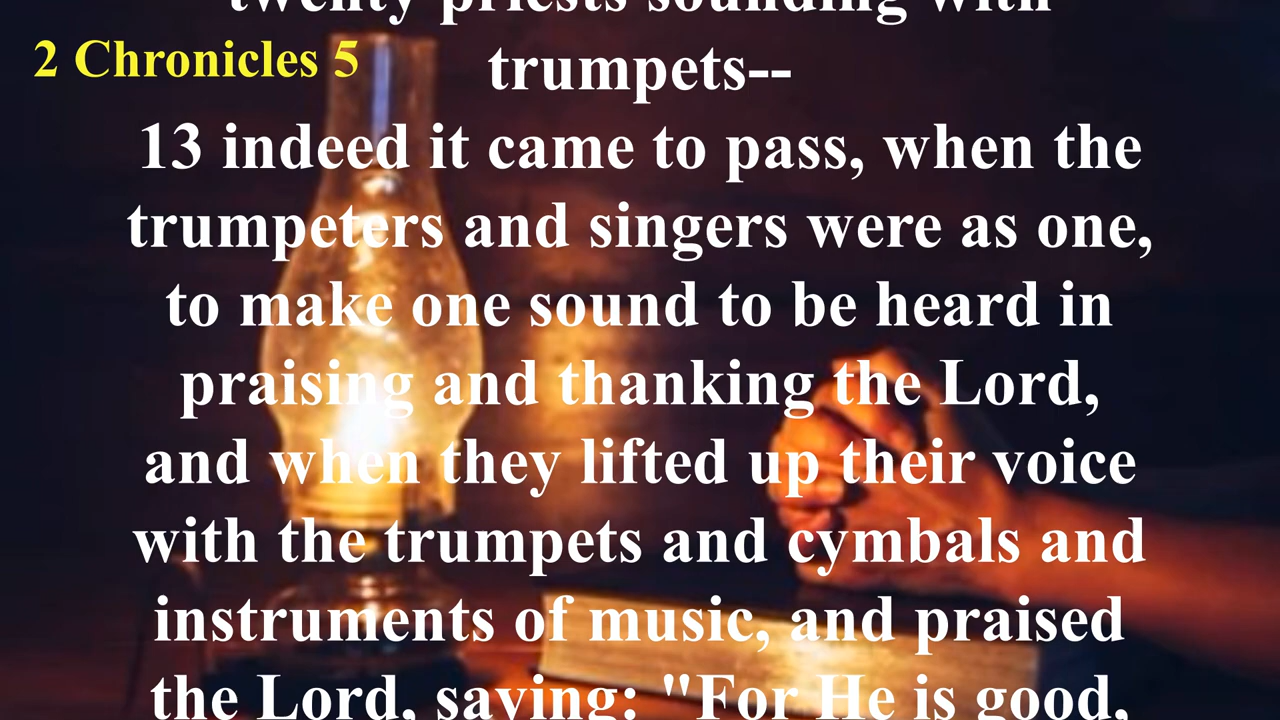 twenty priests sounding with
2 Chronicles 5
trumpets--
13 indeed it came to pass, when the
trumpeters and singers were as one,
to make one sound to be heard in
praising and thanking the Lord,
and when they lifted up their voice
with the trumpets and cymbals and
instruments of music, and praised
the Lord, saying: "For He is good,